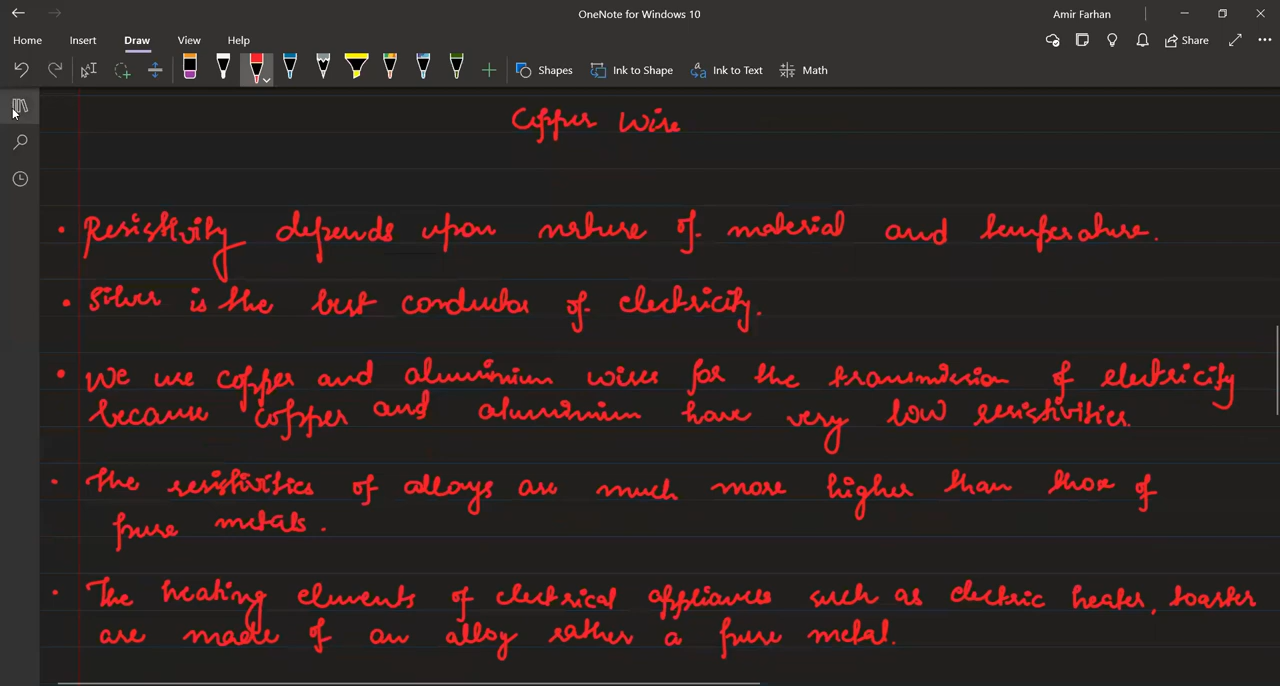 OneNote for Windows 10
Amir Farhan
Home Insert Draw View Help
Share
Shapes Ink to Shape Ink to Text Math
Copper Wire
• Resistivity depends upon nature of material and temperature.
• Silver is the best conductor of electricity.
• We use copper and aluminium wires for the transmission of electricity
because copper and aluminium have very low resistivities.
• The resistivities of alloys are much more higher than those of
pure metals.
• The heating elements of electrical appliances such as electric heater, toaster
are made of an alloy rather a pure metal.